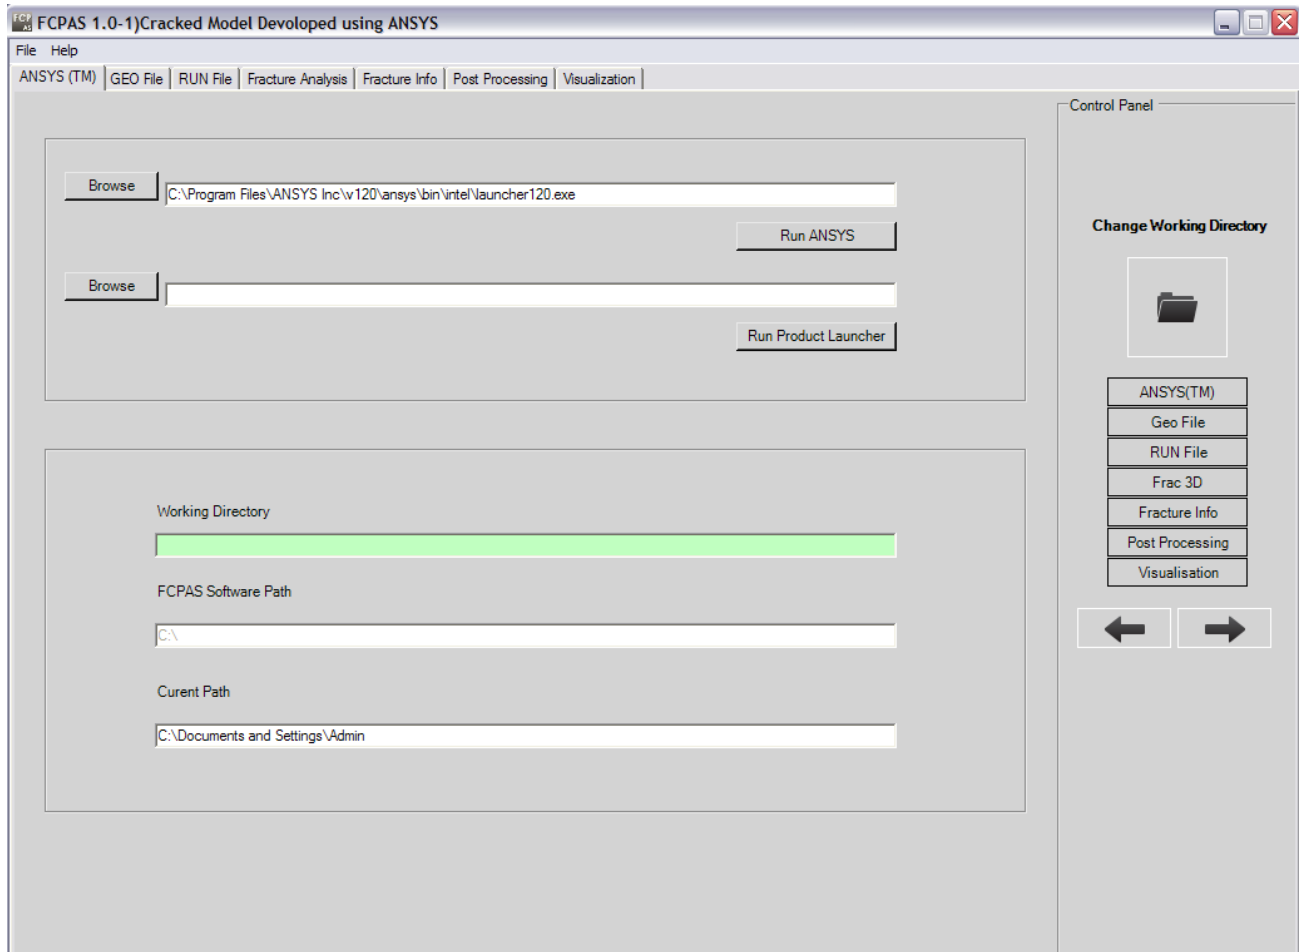 FCP
AS
FCPAS 1.0-1)Cracked Model Devoloped using ANSYS
File Help
ANSYS (TM) GEO File RUN File Fracture Analysis Fracture Info Post Processing Visualization
Control Panel
Browse C:\Program Files\ANSYS Inc\v120\ansys\bin\intel\launcher120.exe
Run ANSYS
Change Working Directory
Browse
Run Product Launcher
ANSYS(TM)
Geo File
RUN File
Frac 3D
Fracture Info
Post Processing
Visualisation
Working Directory
FCPAS Software Path
C:\
Curent Path
C:\Documents and Settings\Admin